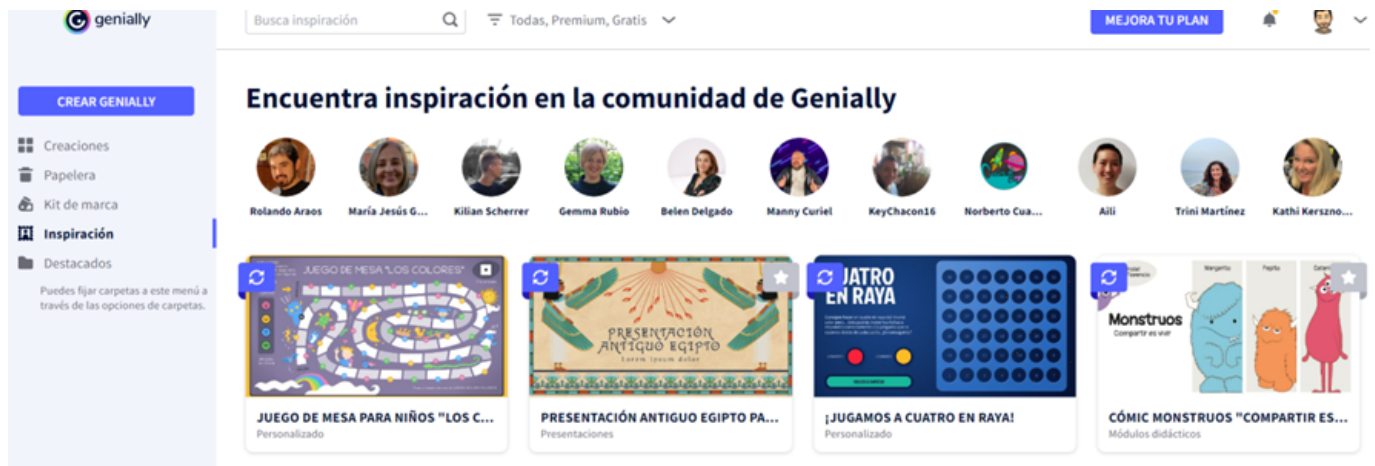 genially
Busca inspiración
Todas, Premium, Gratis
MEJORA TU PLAN
CREAR GENIALLY
Creaciones
Papelera
Kit de marca
Inspiración
Destacados
Puedes fijar carpetas a este menú a
través de las opciones de carpetas.
Encuentra inspiración en la comunidad de Genially
Rolando Araos
María Jesús G...
Kilian Scherrer
Gemma Rubio
Belen Delgado
Manny Curiel
KeyChacon16
Norberto Cua...
Aili
Trini Martínez
Kathi Kerszno...
JUEGO DE MESA "LOS COLORES"
PRESENTACIÓN
ANTIGUO EGIPTO
Lorem ipsum dolor
EN RAYA
Margarita
Pepita
Monstruos
Compartir es vivir
JUEGO DE MESA PARA NIÑOS "LOS C...
Personalizado
PRESENTACIÓN ANTIGUO EGIPTO PA...
Presentaciones
¡JUGAMOS A CUATRO EN RAYA!
Personalizado
CÓMIC MONSTRUOS "COMPARTIR ES...
Módulos didácticos